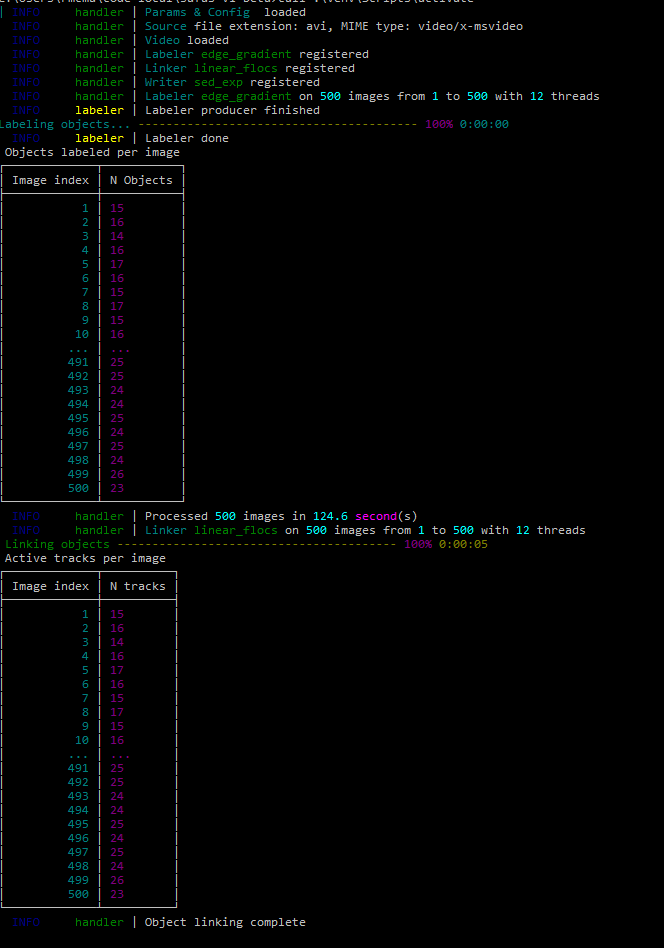 INFO handler | Params & Config loaded
INFO handler | Source file extension: avi, MIME type: video/x-msvideo
INFO handler | Video loaded
INFO handler | Labeler edge_gradient registered
INFO handler | Linker linear_flocs registered
INFO handler | Writer sed_exp registered
INFO handler | Labeler edge_gradient on 500 images from 1 to 500 with 12 threads
INFO labeler | Labeler producer finished
Labeling objects... ---------------------------------------- 100% 0:00:00
INFO labeler | Labeler done
Objects labeled per image
Image index | N Objects
1 | 15
2 | 16
3 | 14
4 | 16
5 | 17
6 | 16
7 | 15
8 | 17
9 | 15
10 | 16
... | ...
491 | 25
492 | 25
493 | 24
494 | 24
495 | 25
496 | 24
497 | 25
498 | 24
499 | 26
500 | 23
INFO handler | Processed 500 images in 124.6 second(s)
INFO handler | Linker linear_flocs on 500 images from 1 to 500 with 12 threads
Linking objects ---------------------------------------- 100% 0:00:05
Active tracks per image
Image index | N tracks
1 | 15
2 | 16
3 | 14
4 | 16
5 | 17
6 | 16
7 | 15
8 | 17
9 | 15
10 | 16
... | ...
491 | 25
492 | 25
493 | 24
494 | 24
495 | 25
496 | 24
497 | 25
498 | 24
499 | 26
500 | 23
INFO handler | Object linking complete